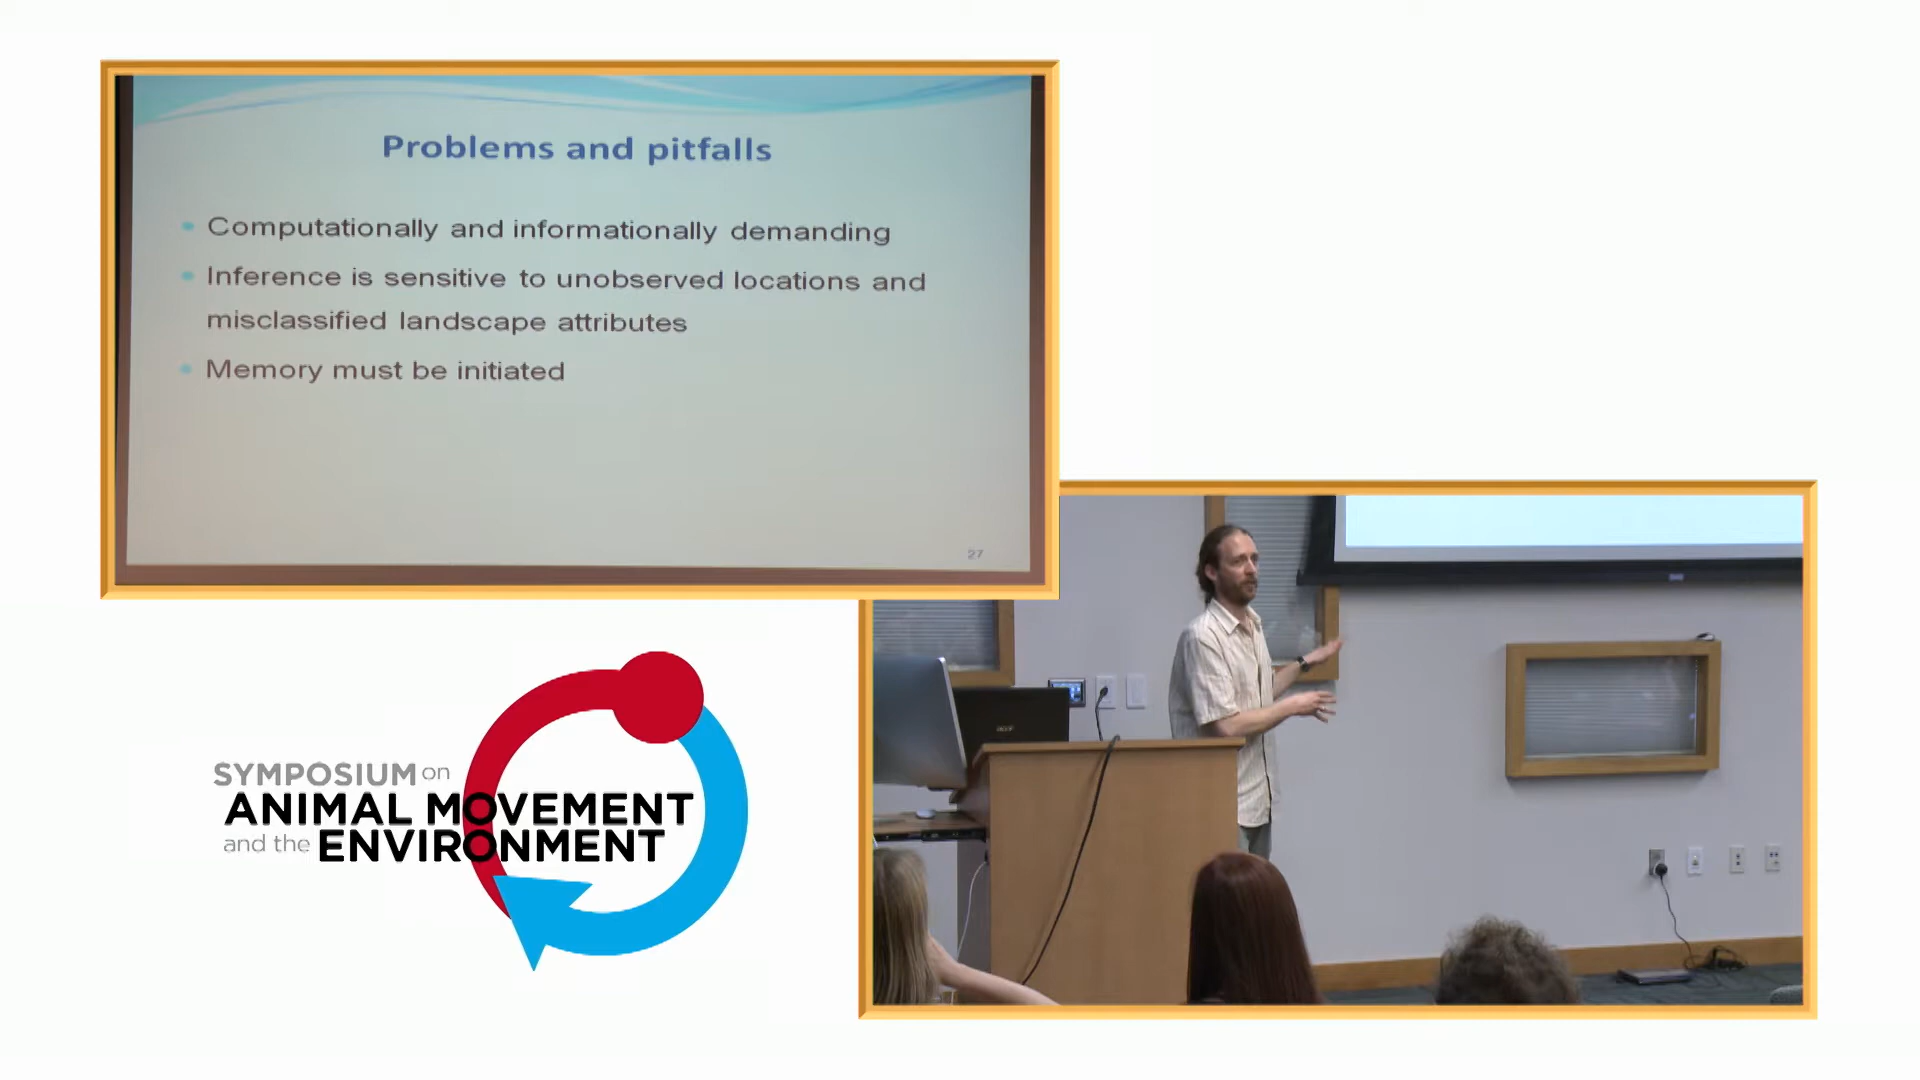 Problems and pitfalls
Computationally and informationally demanding
Inference is sensitive to unobserved locations and
misclassified landscape attributes
Memory must be initiated
27
SYMPOSIUM on
ANIMAL MOVEMENT
and the ENVIRONMENT
acer